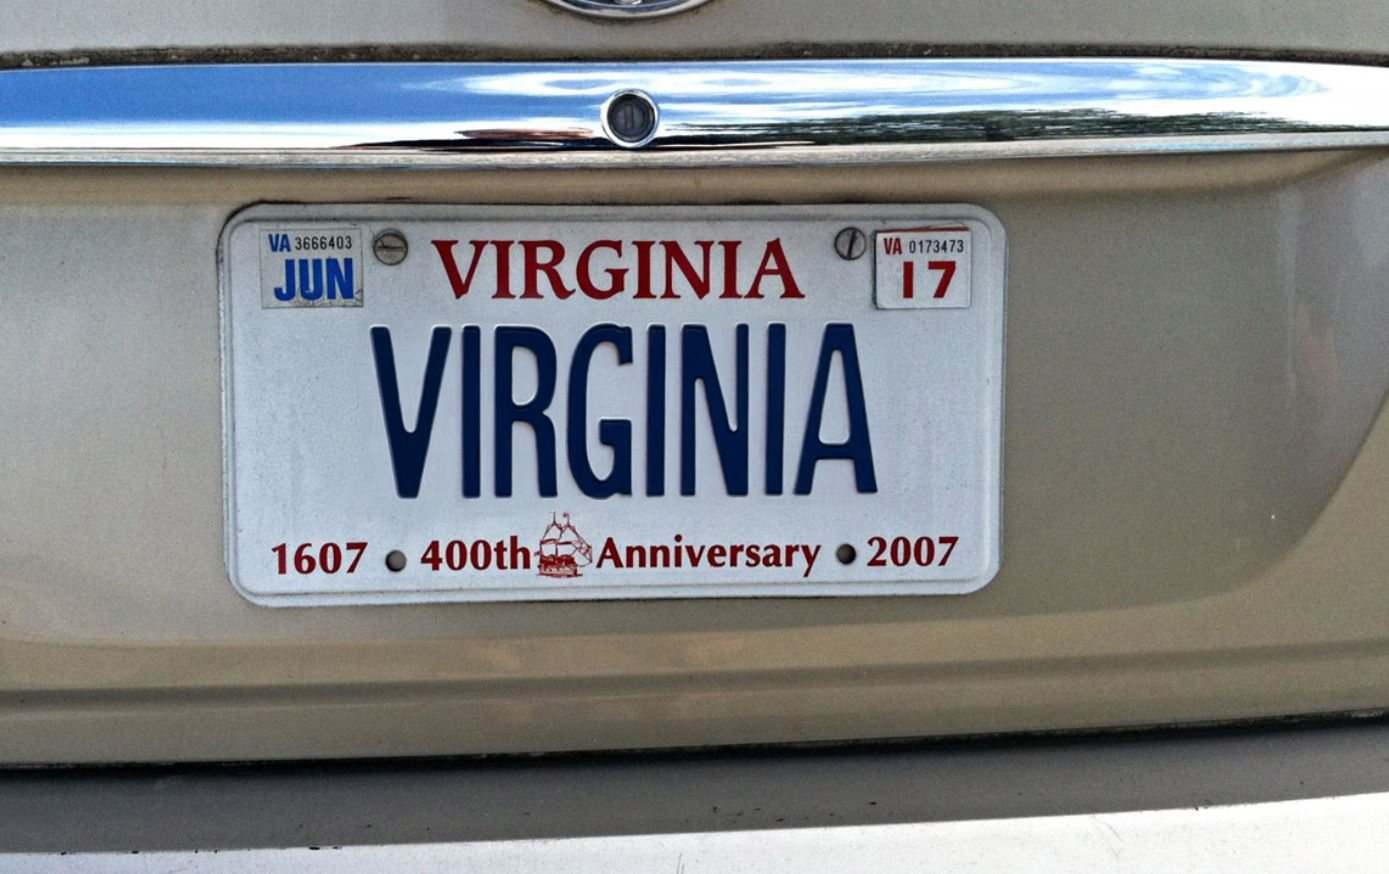 VA 3666403
JUN
VIRGINIA
VA 0173473
17
VIRGINIA
1607 • 400th Anniversary • 2007